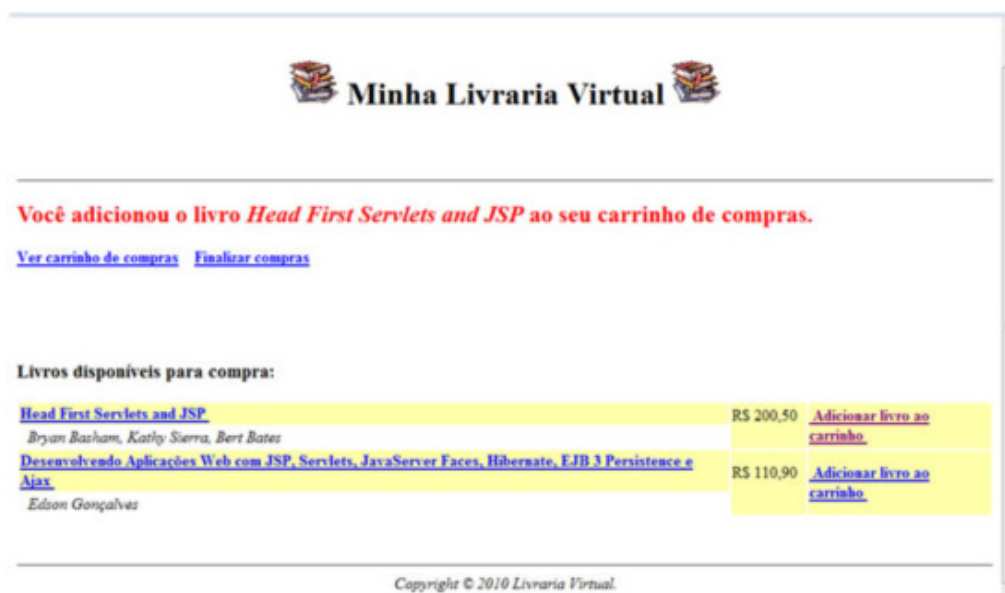 Minha Livraria Virtual
Você adicionou o livro Head First Servlets and JSP ao seu carrinho de compras.
Ver carrinho de compras Finalizar compras
Livros disponíveis para compra:
Head First Servlets and JSP
Bryan Basham, Kathy Sierra, Bert Bates
R$ 200,50
Adicionar livro ao
carrinho
Desenvolvendo Aplicações Web com JSP, Servlets, JavaServer Faces, Hibernate, EJB 3 Persistence e
Ajax
Edson Gonçalves
R$ 110,90
Adicionar livro ao
carrinho
Copyright © 2010 Livraria Virtual.